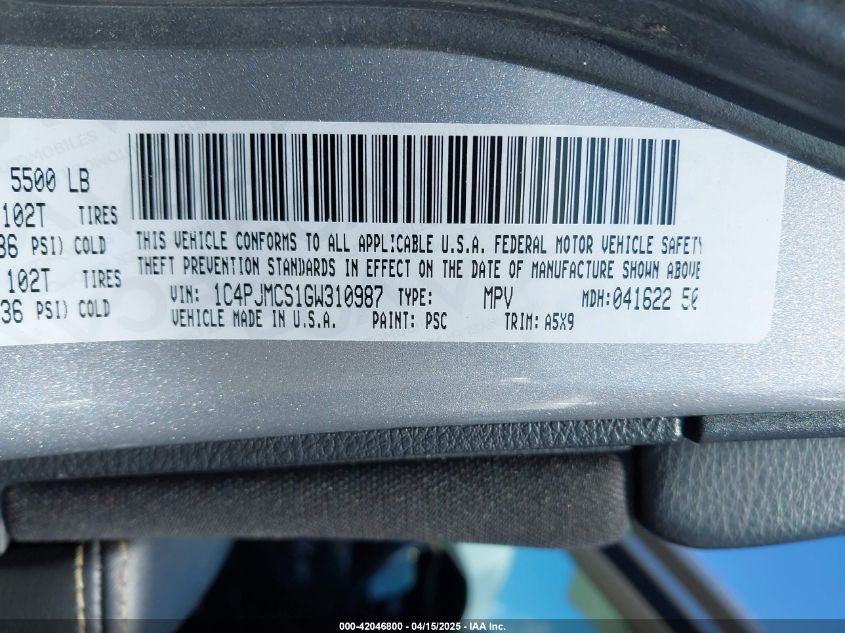 5500 LB
102T TIRES
36 PSI) COLD
102T TIRES
36 PSI) COLD
THIS VEHICLE CONFORMS TO ALL APPLICABLE U.S.A. FEDERAL MOTOR VEHICLE SAFETY
THEFT PREVENTION STANDARDS IN EFFECT ON THE DATE OF MANUFACTURE SHOWN ABOVE
VIN: 1C4PJMCS1GW310987 TYPE: MPV MDH:041622 50
VEHICLE MADE IN U.S.A. PAINT: PSC TRIM: A5X9
000-42046800 - 04/15/2025 - IAA Inc.